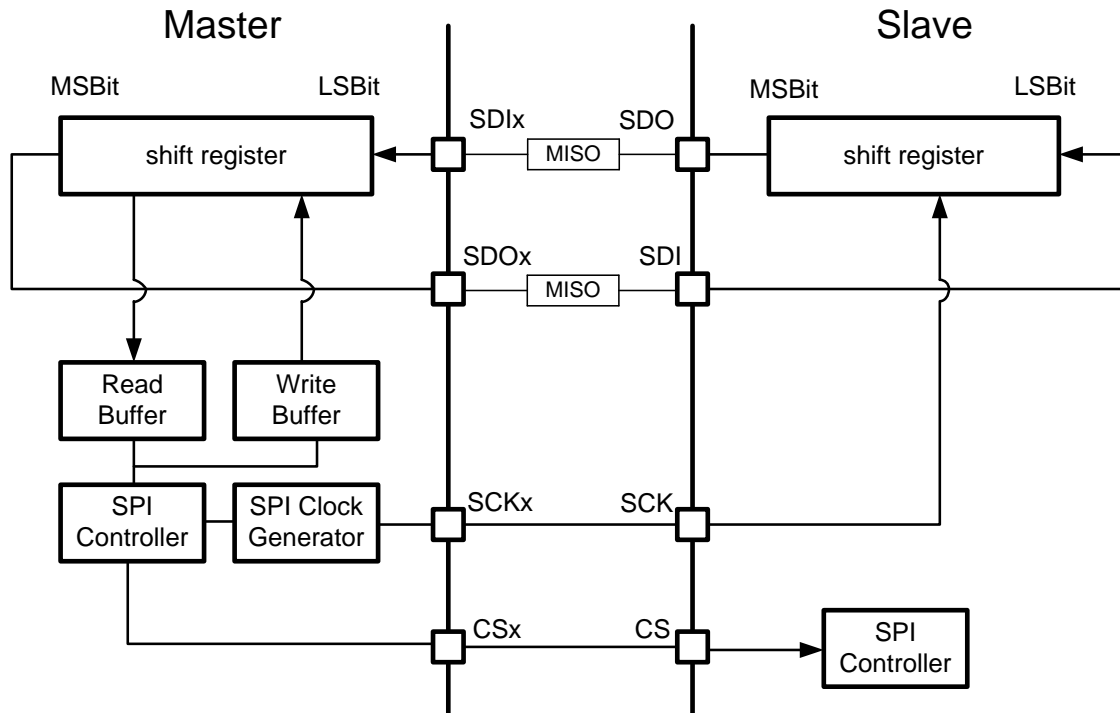 Master
Slave
MSBit
LSBit
MSBit
LSBit
SDIx
SDO
shift register
MISO
shift register
SDOx
SDI
MISO
Read
Buffer
Write
Buffer
SPI
Controller
SPI Clock
Generator
SCKx
SCK
CSx
CS
SPI
Controller